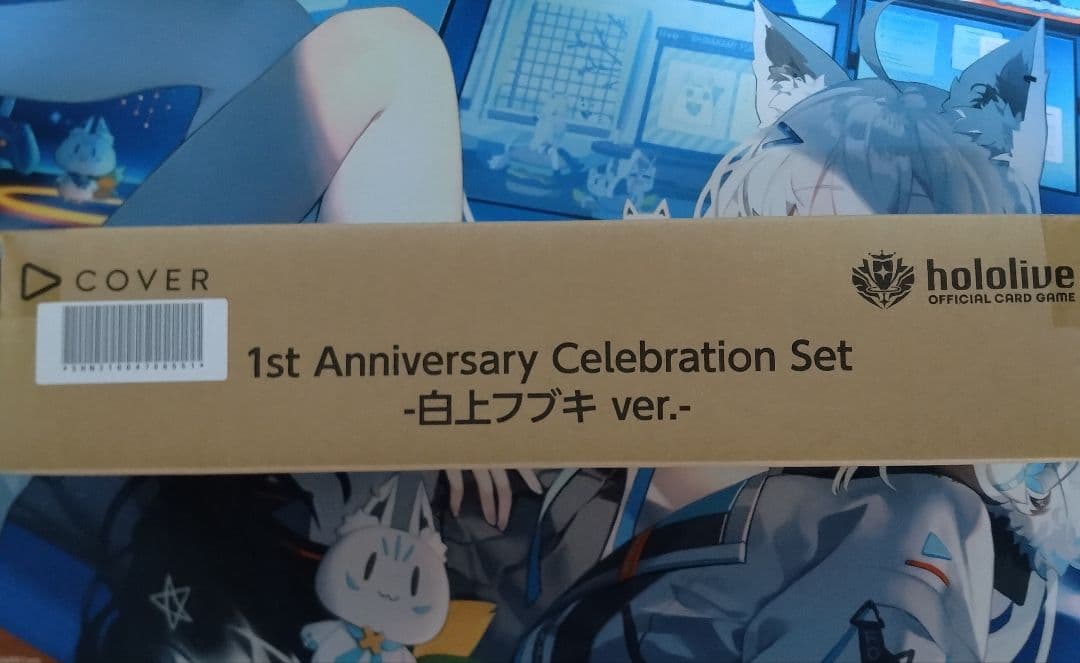 COVER
hololive
OFFICIAL CARD GAME
1st Anniversary Celebration Set
-白上フブキ ver.-